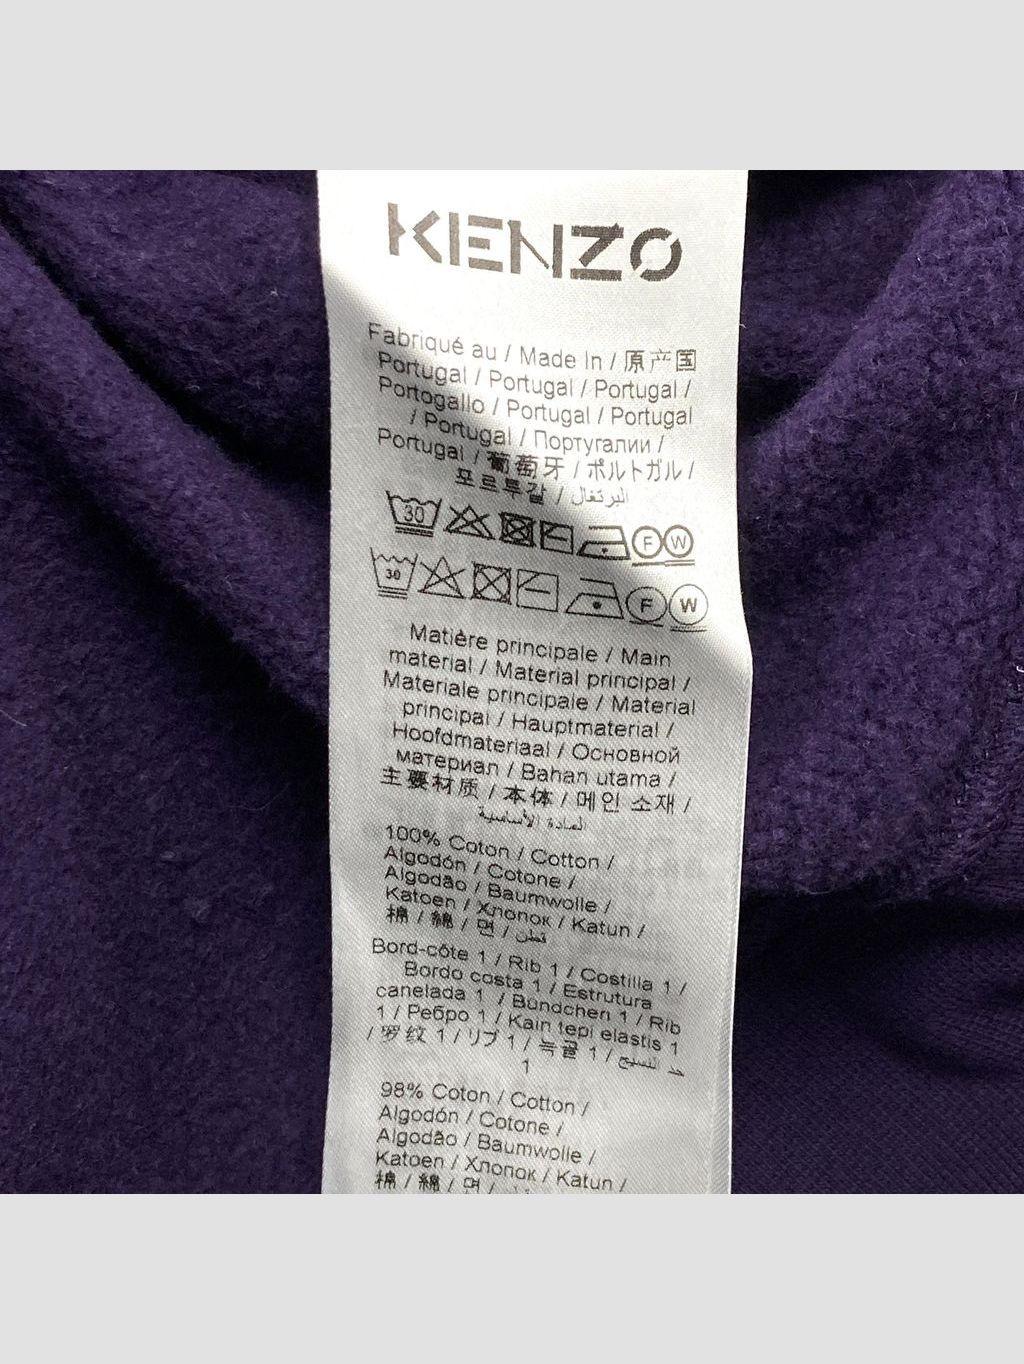 KIENZO
Fabriqué au / Made In / 原产国
Portugal / Portugal / Portugal /
Portogallo / Portugal / Portugal
/ Portugal / Португалии /
Portugal / 葡萄牙 / ポルトガル /
포르투갈 / البرتغال
30 F W
30 F W
Matière principale / Main
material / Material principal /
Materiale principale / Material
principal / Hauptmaterial /
Hoofdmateriaal / Основной
материал / Bahan utama /
主要材质 / 本体 / 메인 소재 /
المادة الأساسية
100% Coton / Cotton /
Algodón / Cotone /
Algodão / Baumwolle /
Katoen / Хлопок / Katun /
棉 / 綿 / 면 / قطن
Bord-côte 1 / Rib 1 / Costilla 1 /
Bordo costa 1 / Estrutura
canelada 1 / Bündchen 1 / Rib
1 / Ребро 1 / Kain tepi elastis 1
/ 罗纹 1 / リブ 1 / 늑골 1 /
1
98% Coton / Cotton /
Algodón / Cotone /
Algodão / Baumwolle /
Katoen / Хлопок / Katun /
棉 / 綿 / 면 /